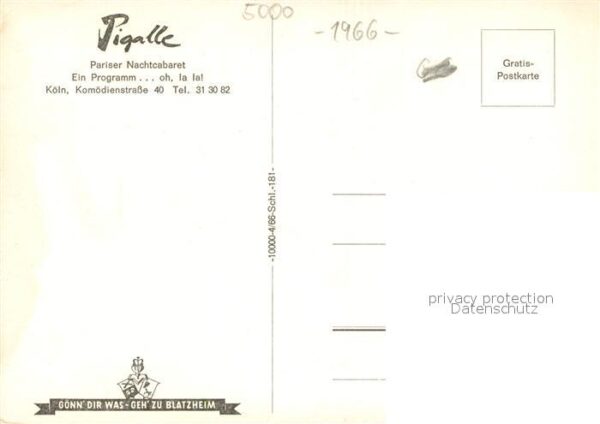 Pigalle
Pariser Nachtcabaret
Ein Programm . . . oh, la la!
Köln, Komödienstraße 40 Tel. 31 30 82
5000
-1966-
Gratis-
Postkarte
-10000-4/66-Schl.-181-
privacy protection
Datenschutz
GÖNN' DIR WAS-GEH' ZU BLATZHEIM